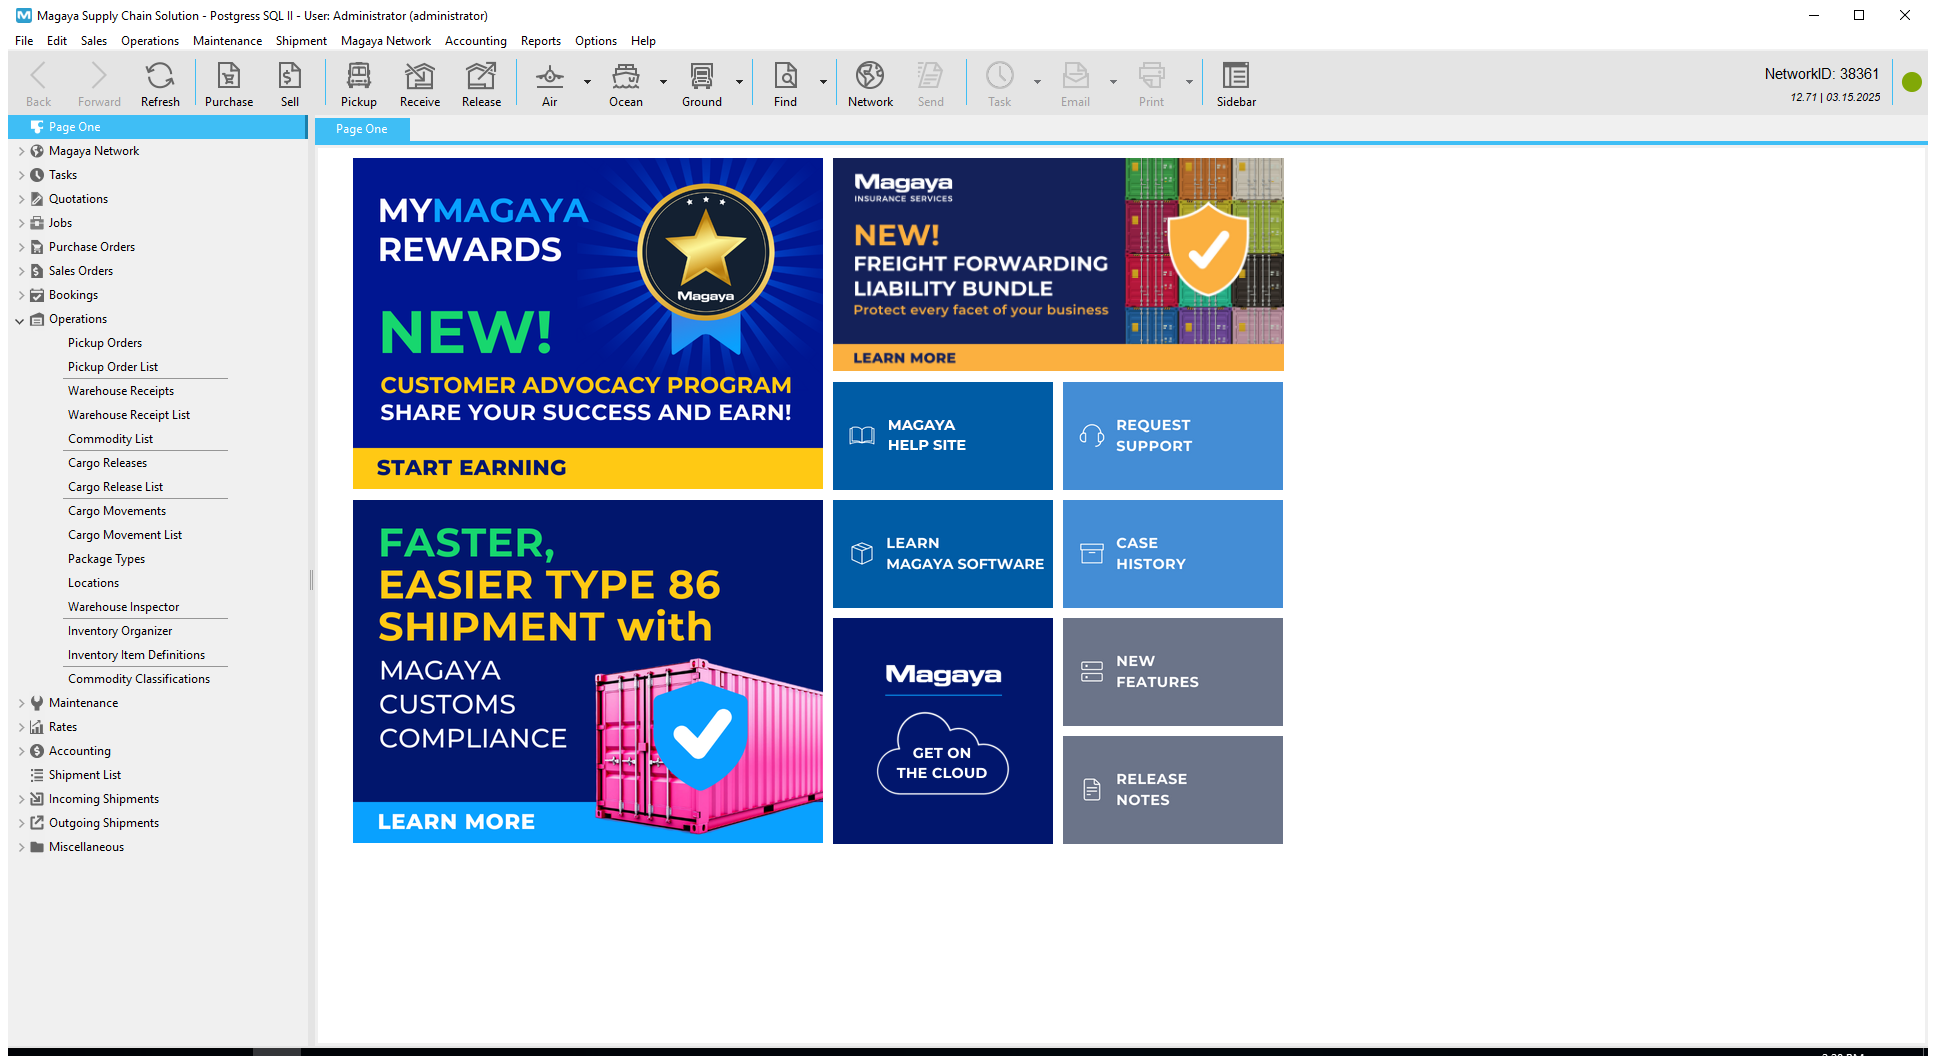 Magaya Supply Chain Solution - Postgress SQL II - User: Administrator (administrator)
File Edit Sales Operations Maintenance Shipment Magaya Network Accounting Reports Options Help
Back Forward Refresh Purchase Sell Pickup Receive Release Air Ocean Ground Find Network Send Task Email Print Sidebar
NetworkID: 38361
12.71 | 03.15.2025
Page One
Magaya Network
Tasks
Quotations
Jobs
Purchase Orders
Sales Orders
Bookings
Operations
Pickup Orders
Pickup Order List
Warehouse Receipts
Warehouse Receipt List
Commodity List
Cargo Releases
Cargo Release List
Cargo Movements
Cargo Movement List
Package Types
Locations
Warehouse Inspector
Inventory Organizer
Inventory Item Definitions
Commodity Classifications
Maintenance
Rates
Accounting
Shipment List
Incoming Shipments
Outgoing Shipments
Miscellaneous
Page One
MYMAGAYA
REWARDS
Magaya
NEW!
CUSTOMER ADVOCACY PROGRAM
SHARE YOUR SUCCESS AND EARN!
START EARNING
Magaya
INSURANCE SERVICES
NEW!
FREIGHT FORWARDING
LIABILITY BUNDLE
Protect every facet of your business
LEARN MORE
MAGAYA
HELP SITE
REQUEST
SUPPORT
FASTER,
EASIER TYPE 86
SHIPMENT with
MAGAYA
CUSTOMS
COMPLIANCE
LEARN MORE
LEARN
MAGAYA SOFTWARE
CASE
HISTORY
Magaya
GET ON
THE CLOUD
NEW
FEATURES
RELEASE
NOTES